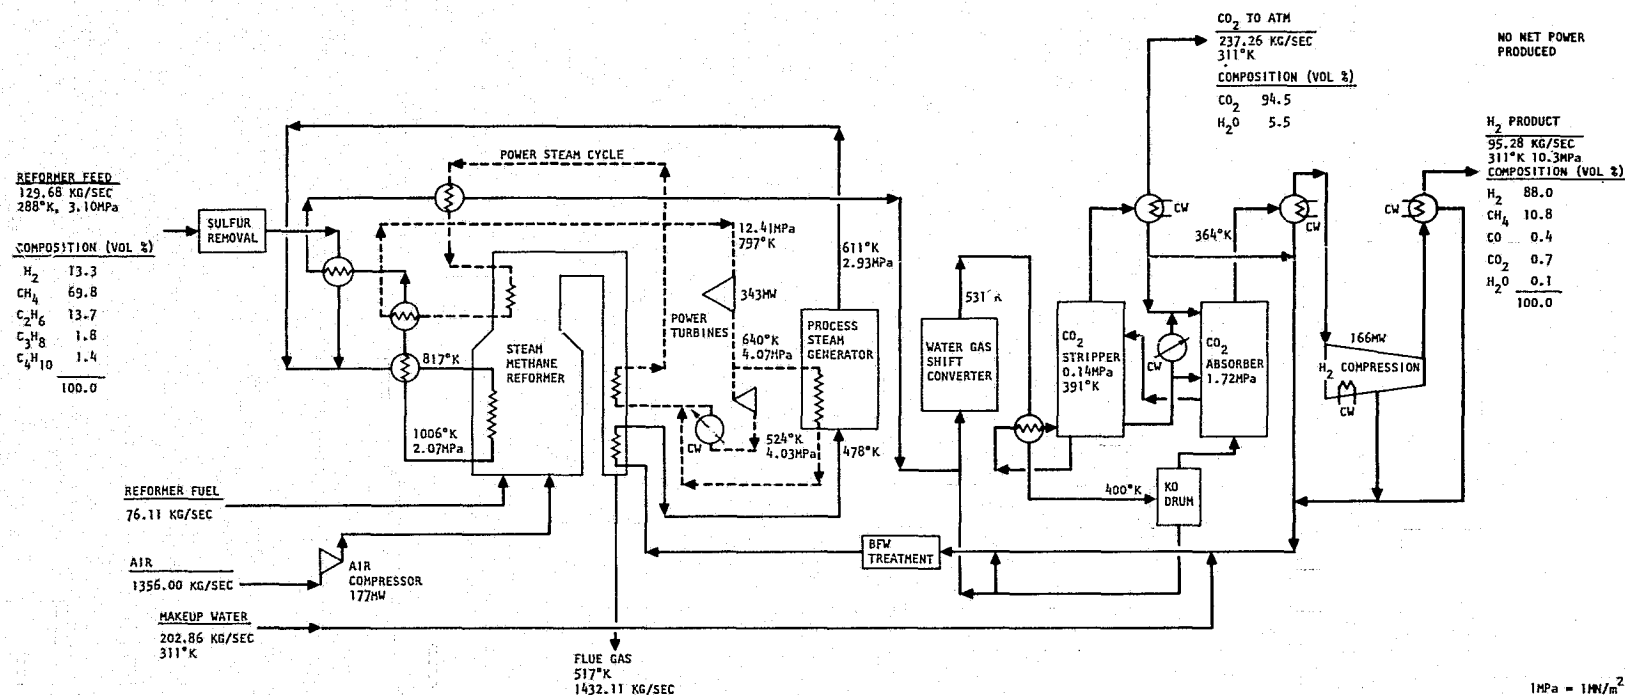 CO2 TO ATM
237.26 KG/SEC
311°K
COMPOSITION (VOL %)
CO2 94.5
H2O 5.5
NO NET POWER
PRODUCED
H2 PRODUCT
95.28 KG/SEC
311°K 10.3MPa
COMPOSITION (VOL %)
H2 88.0
CH4 10.8
CO 0.4
CO2 0.7
H2O 0.1
100.0
REFORMER FEED
129.68 KG/SEC
288°K, 3.10MPa
COMPOSITION (VOL %)
H2 13.3
CH4 69.8
C2H6 13.7
C3H8 1.8
C4H10 1.4
100.0
SULFUR
REMOVAL
POWER STEAM CYCLE
12.41MPa
797°K
343MW
POWER
TURBINES
640°K
4.07MPa
611°K
2.93MPa
PROCESS
STEAM
GENERATOR
STEAM
METHANE
REFORMER
817°K
1006°K
2.07MPa
CW
524°K
4.03MPa
478°K
531°K
WATER GAS
SHIFT
CONVERTER
CO2
STRIPPER
0.14MPa
391°K
CW
CW
364°K
CO2
ABSORBER
1.72MPa
CW
CW
166MW
H2 COMPRESSION
CW
400°K
KO
DRUM
BFW
TREATMENT
REFORMER FUEL
76.11 KG/SEC
AIR
1356.00 KG/SEC
AIR
COMPRESSOR
177MW
MAKEUP WATER
202.86 KG/SEC
311°K
FLUE GAS
517°K
1432.11 KG/SEC
1MPa = 1MN/m2